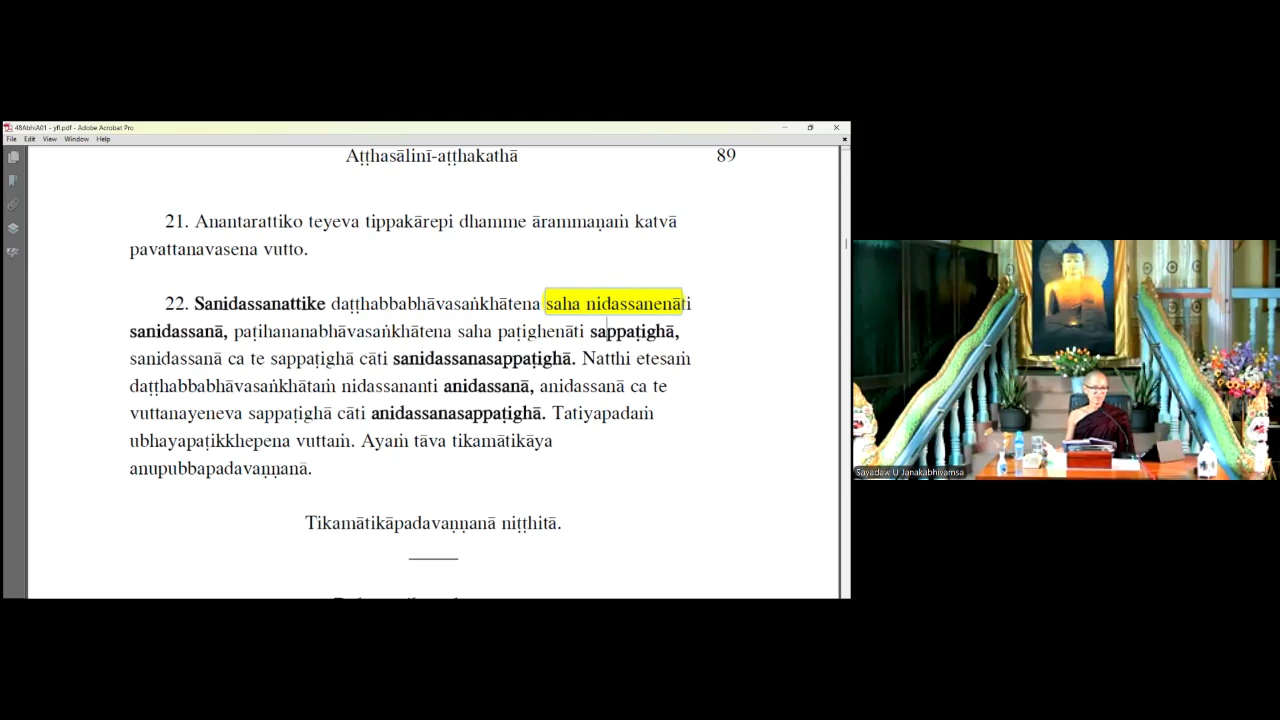 48AbhiA01 - yfl.pdf - Adobe Acrobat Pro
File Edit View Window Help
Aṭṭhasālinī-aṭṭhakathā 89
21. Anantarattiko teyeva tippakārepi dhamme ārammaṇaṁ katvā
pavattanavasena vutto.
22. Sanidassanattike daṭṭhabbabhāvasaṅkhātena saha nidassanenāti
sanidassanā, paṭihananabhāvasaṅkhātena saha paṭighenāti sappaṭighā,
sanidassanā ca te sappaṭighā cāti sanidassanasappaṭighā. Natthi etesaṁ
daṭṭhabbabhāvasaṅkhātaṁ nidassananti anidassanā, anidassanā ca te
vuttanayeneva sappaṭighā cāti anidassanasappaṭighā. Tatiyapadaṁ
ubhayapaṭikkhepena vuttaṁ. Ayaṁ tāva tikamātikāya
anupubbapadavaṇṇanā.
Tikamātikāpadavaṇṇanā niṭṭhitā.
Sayadaw U Janakabhivamsa